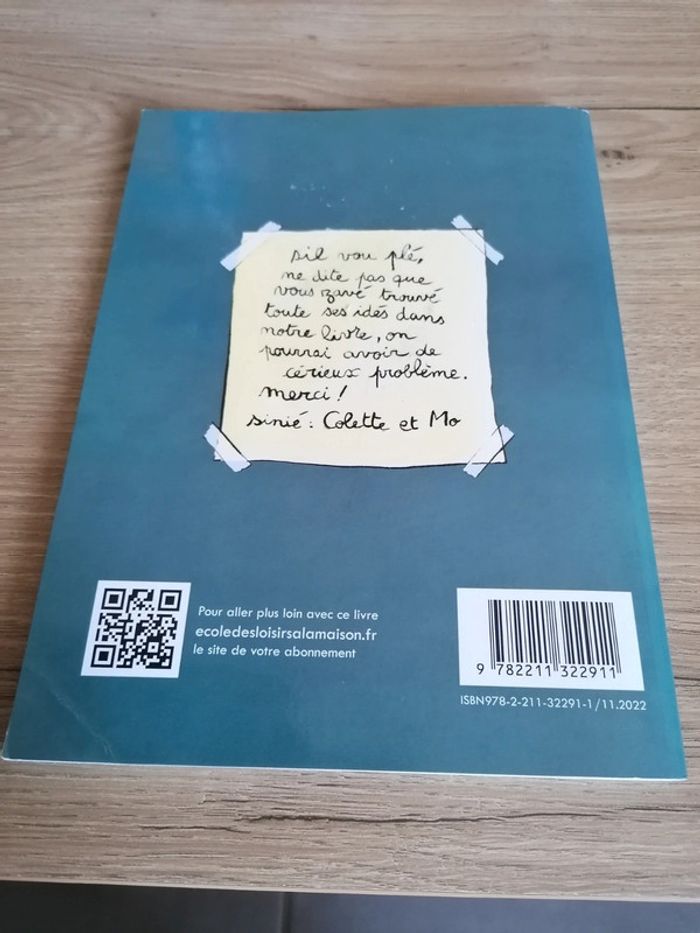 sil vou plé,
ne dite pas que
vous zavé trouvé
toute ses idés dans
notre livre, on
pourrai avoir de
cérieux problème.
merci !
sinié : Colette et Mo
Pour aller plus loin avec ce livre
ecoledesloisirsalamaison.fr
le site de votre abonnement
9 782211 322911
ISBN978-2-211-32291-1/11.2022